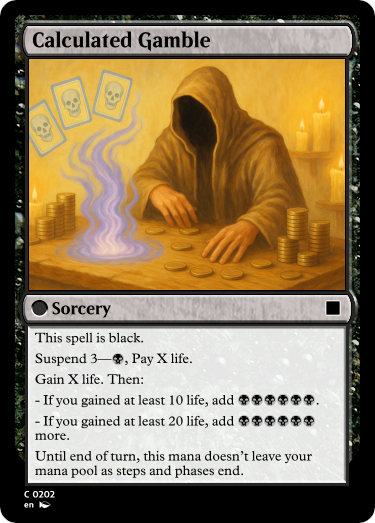 Calculated Gamble
Sorcery
This spell is black.
Suspend 3—{B}, Pay X life.
Gain X life. Then:
- If you gained at least 10 life, add {B}{B}{B}{B}{B}{B}.
- If you gained at least 20 life, add {B}{B}{B}{B}{B}{B}
more.
Until end of turn, this mana doesn't leave your
mana pool as steps and phases end.
C 0202
en